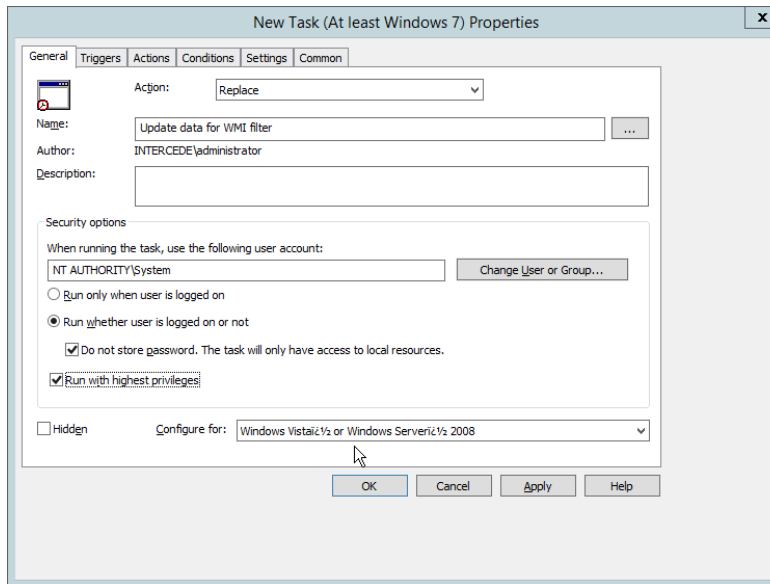 New Task (At least Windows 7) Properties
x
General Triggers Actions Conditions Settings Common
Action: Replace
Name: Update data for WMI filter ...
Author: INTERCEDE\administrator
Description:
Security options
When running the task, use the following user account:
NT AUTHORITY\System Change User or Group...
Run only when user is logged on
Run whether user is logged on or not
Do not store password. The task will only have access to local resources.
Run with highest privileges
Hidden Configure for: Windows Vistaï¿½ or Windows Serverï¿½ 2008
OK Cancel Apply Help